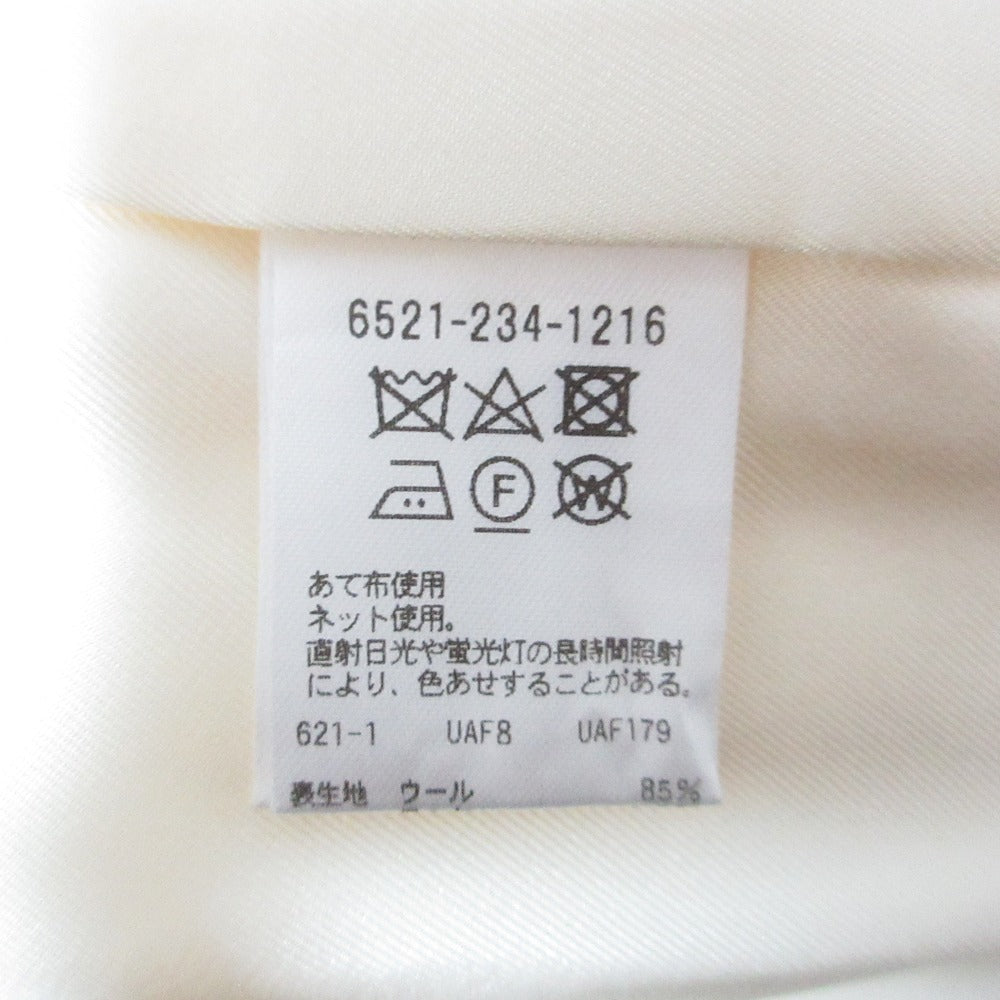 6521-234-1216
F
W
あて布使用
ネット使用。
直射日光や蛍光灯の長時間照射
により、色あせすることがある。
621-1 UAF8 UAF179
表生地 ウール 85%